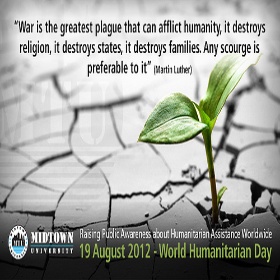 “War is the greatest plague that can afflict humanity, it destroys
religion, it destroys states, it destroys families. Any scourge is
preferable to it” (Martin Luther)
Raising Public Awareness about Humanitarian Assistance Worldwide
MIDTOWN
UNIVERSITY
19 August 2012 - World Humanitarian Day